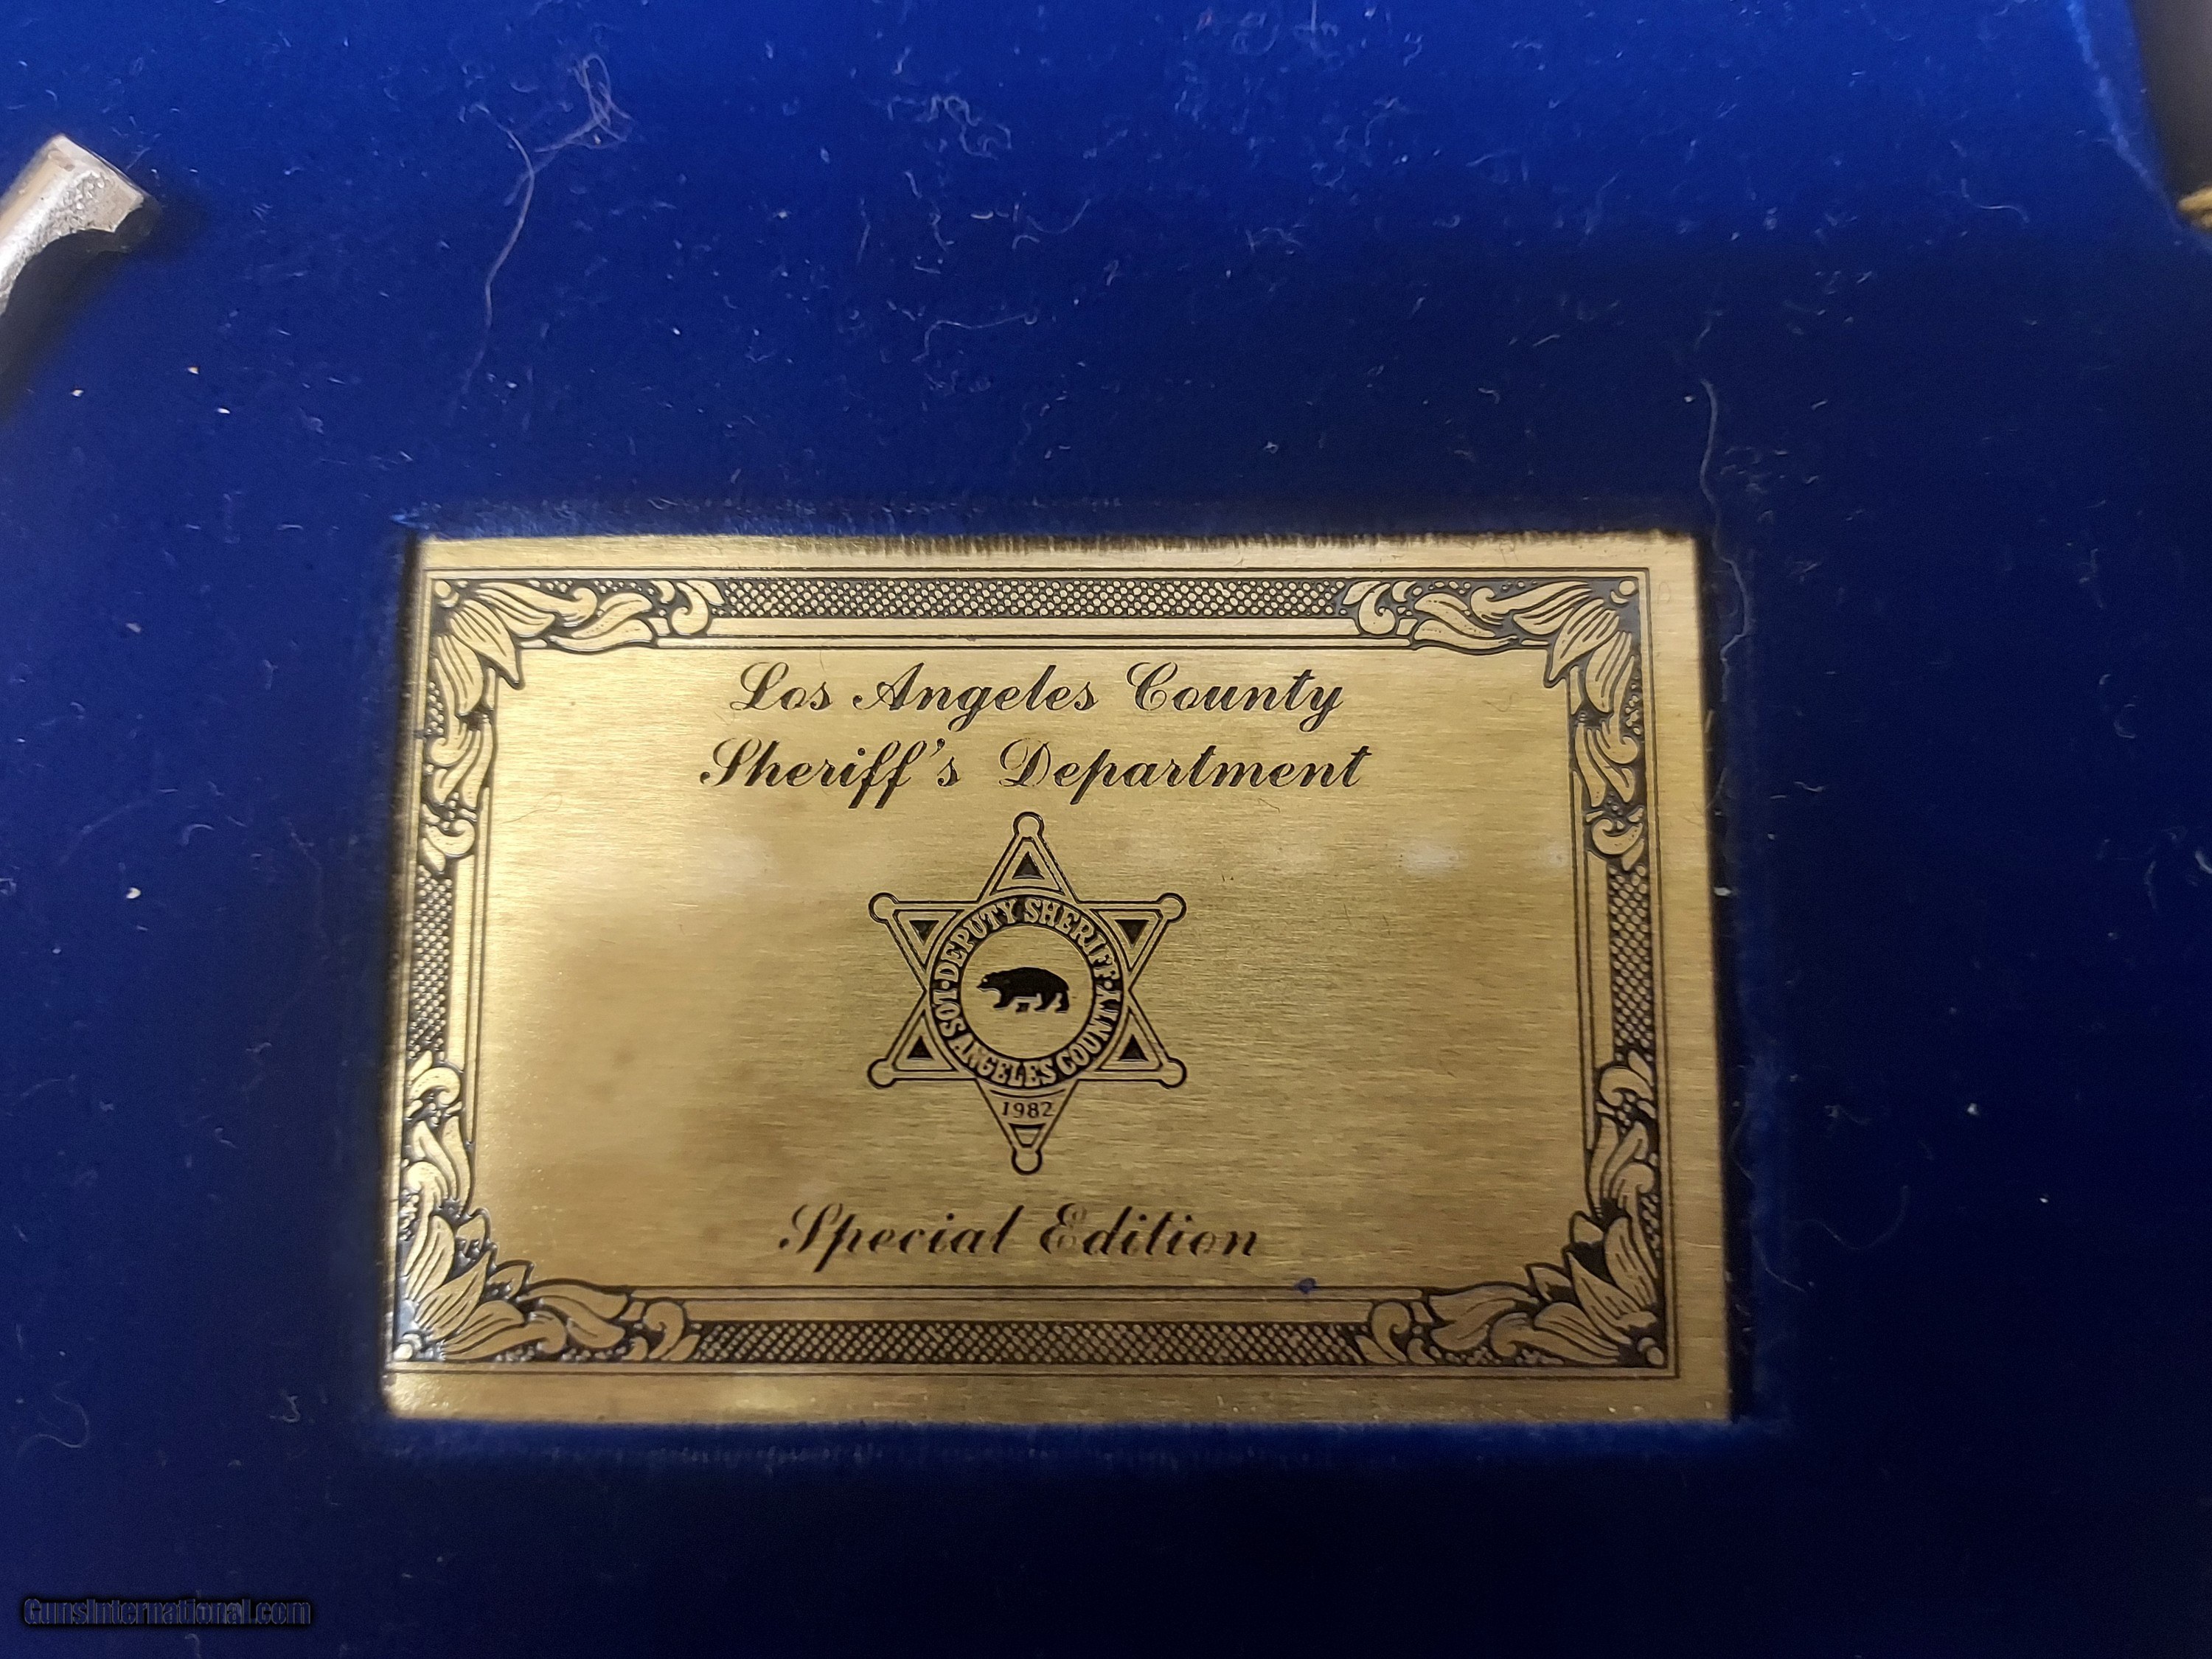 Los Angeles County
Sheriff's Department
·DEPUTY SHERIFF·
LOS ANGELES COUNTY
1982
Special Edition
GunsInternational.com